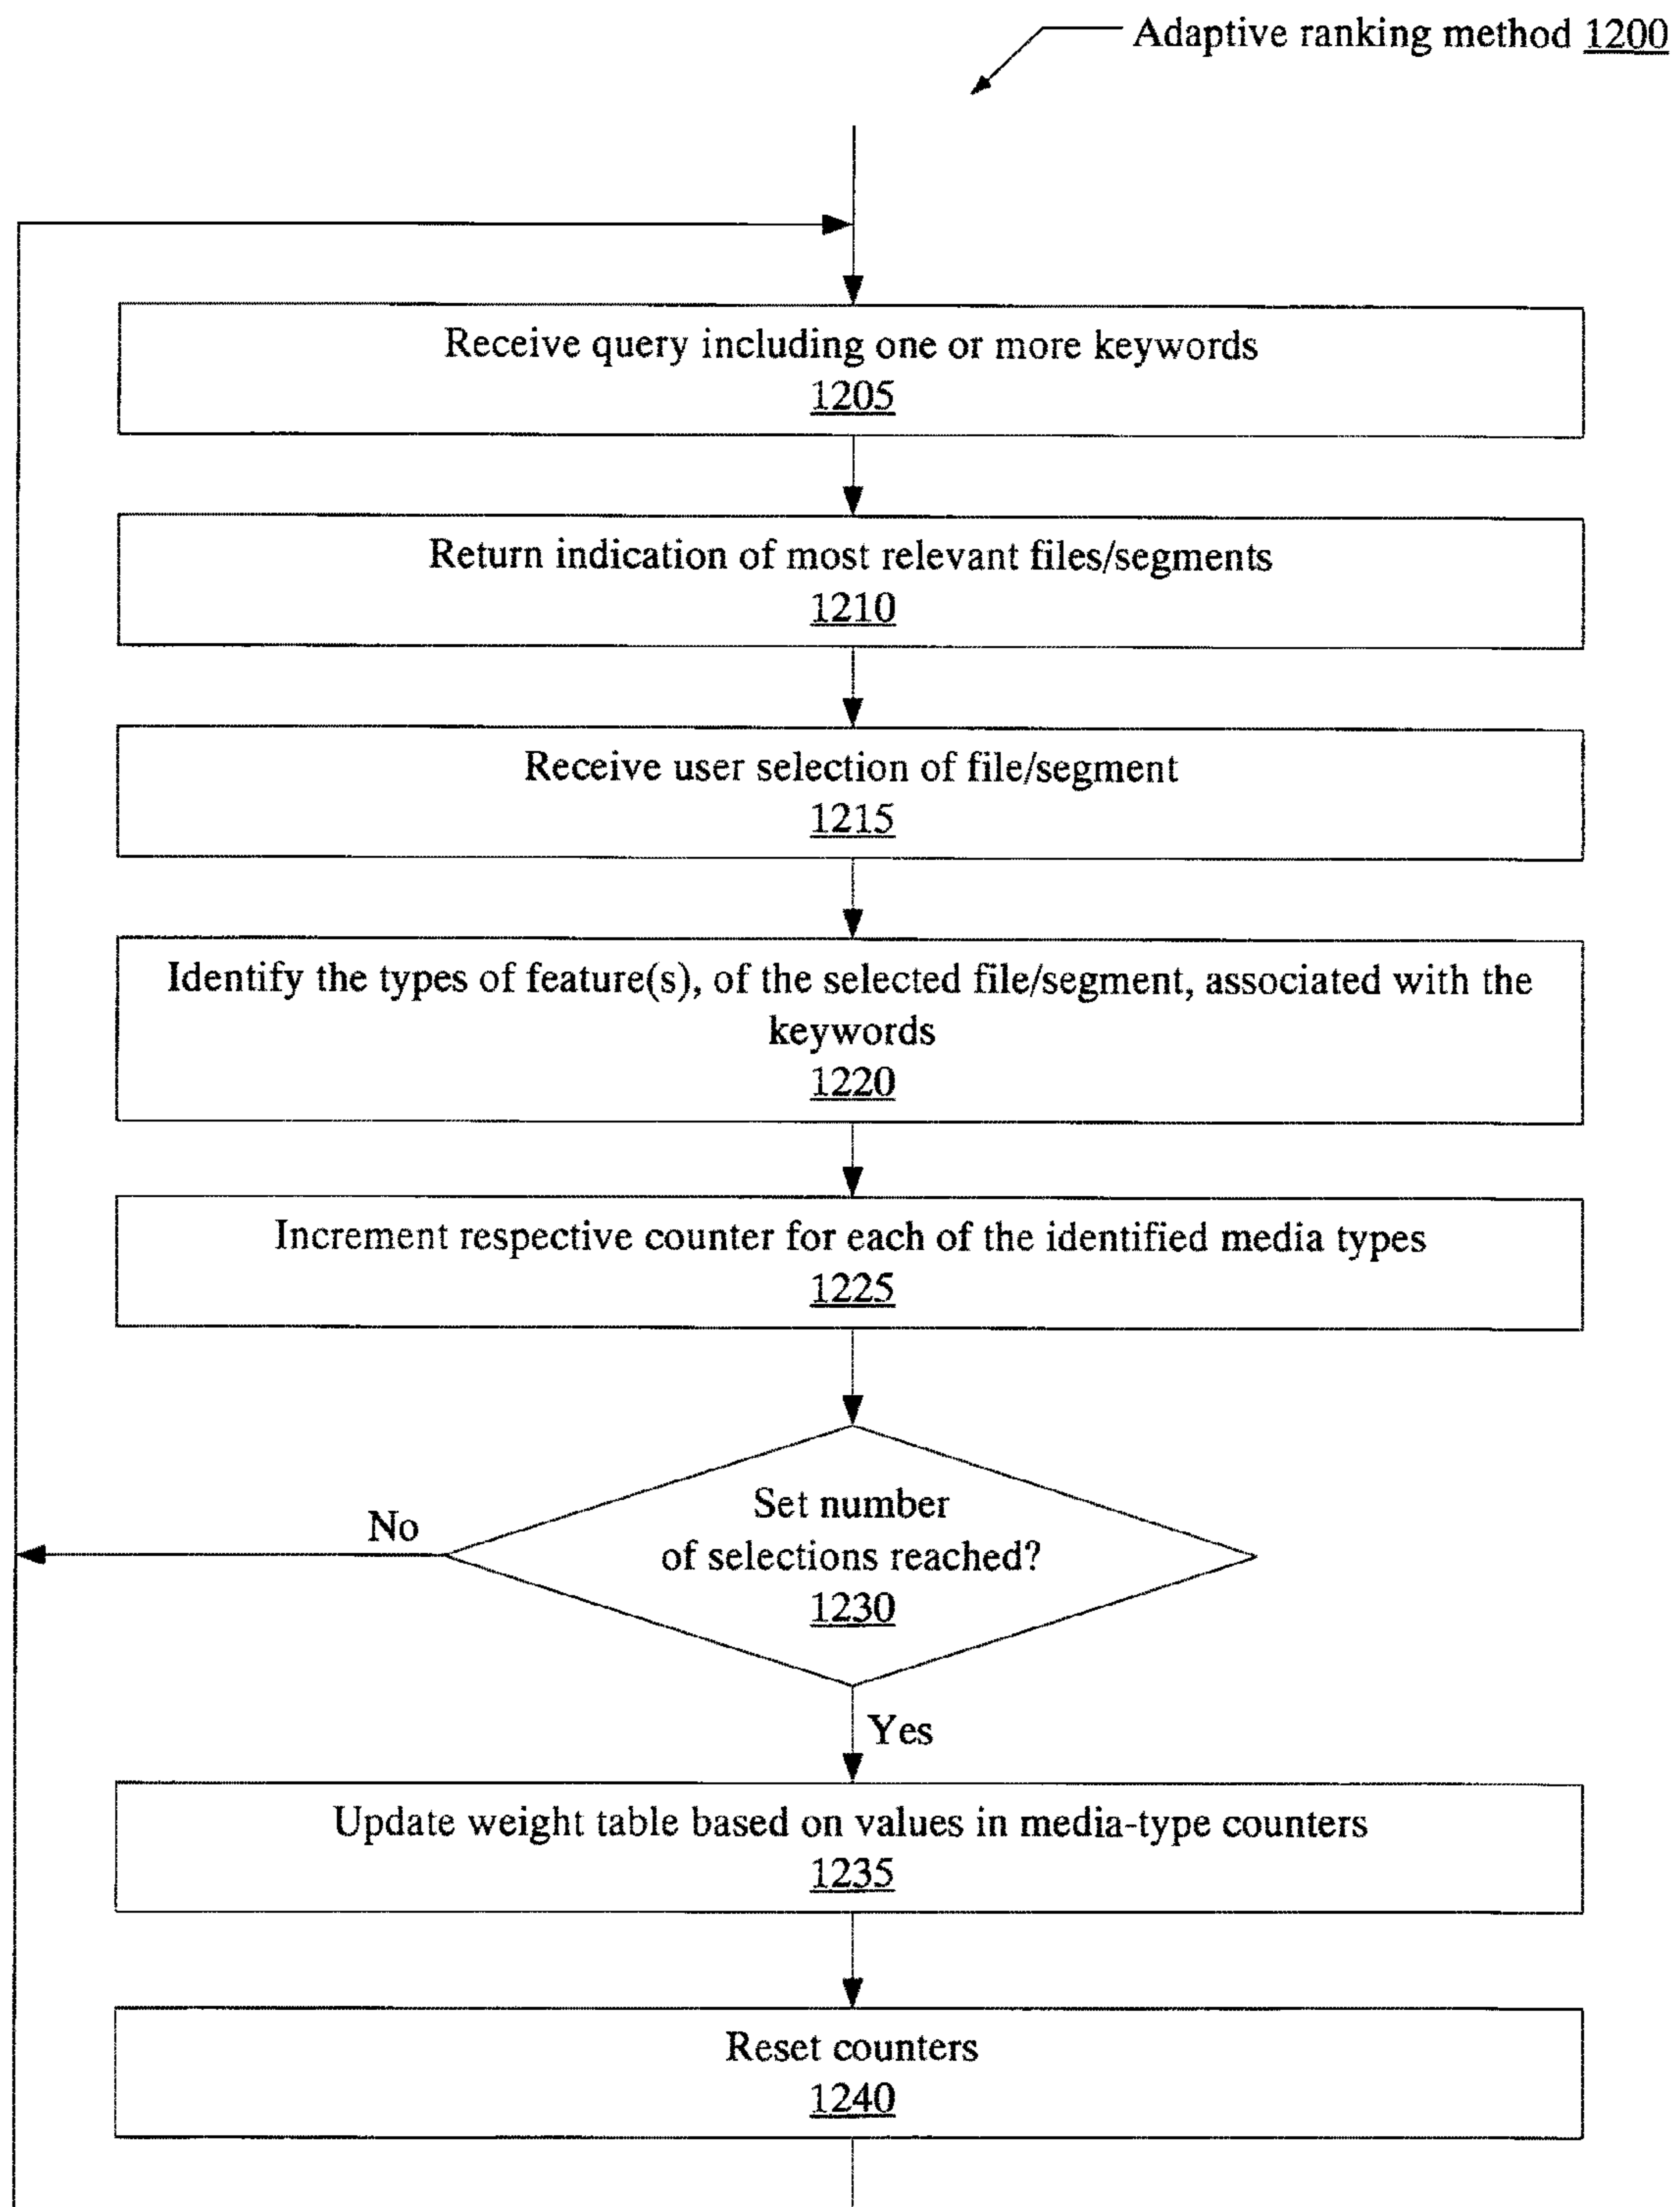 Adaptive ranking method 1200
Receive query including one or more keywords
1205
Return indication of most relevant files/segments
1210
Receive user selection of file/segment
1215
Identify the types of feature(s), of the selected file/segment, associated with the
keywords
1220
Increment respective counter for each of the identified media types
1225
Set number
of selections reached?
1230
No
Yes
Update weight table based on values in media-type counters
1235
Reset counters
1240